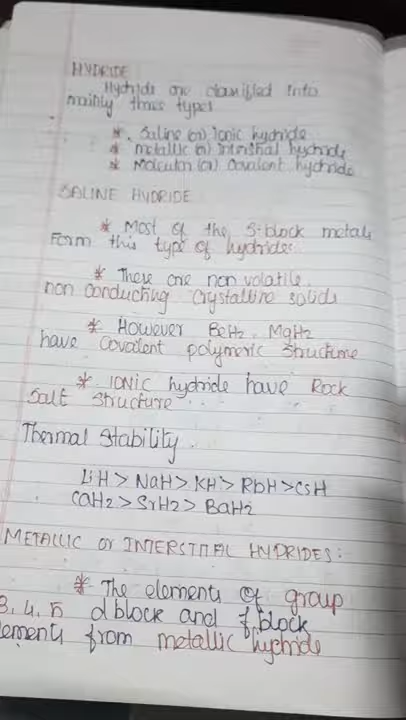 HYDRIDE
Hydride are classified into
mainly three types
* Saline (or) Ionic hydride
* metallic (or) Interstitial hydride
* Molecular (or) Covalent hydride
SALINE HYDRIDE
* Most of the s-block metals
Form this type of hydrides.
* These are non volatile,
non conducting crystalline solids
* However BeH2, MgH2
have covalent polymeric structure
* IONIC hydride have Rock
Salt structure.
Thermal Stability
LiH > NaH > KH > RbH > CsH
CaH2 > SrH2 > BaH2
METALLIC or INTERSTITIAL HYDRIDES:
* The elements of group
3, 4, 5 d block and f block
elements from metallic hydride